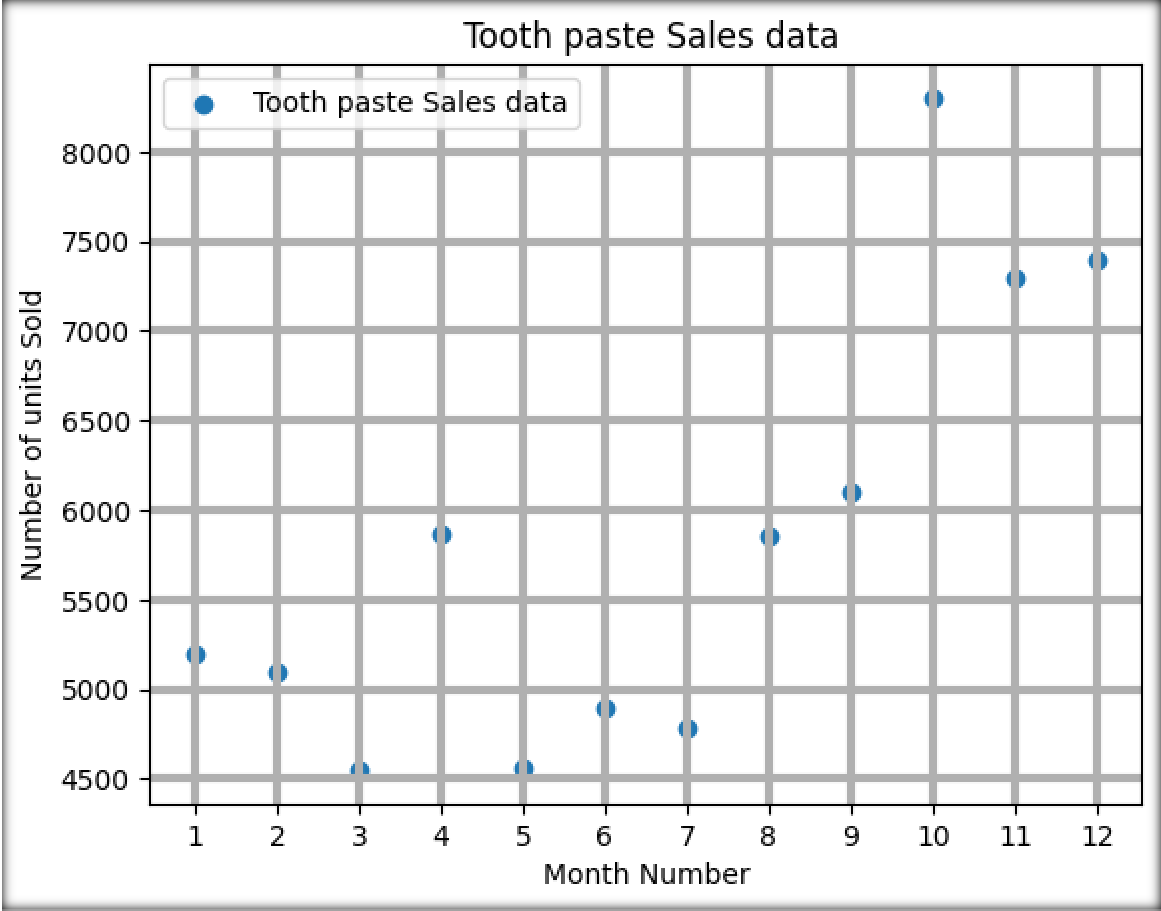 Tooth paste Sales data
Tooth paste Sales data
8000
7500
7000
6500
6000
5500
5000
4500
Number of units Sold
1 2 3 4 5 6 7 8 9 10 11 12
Month Number